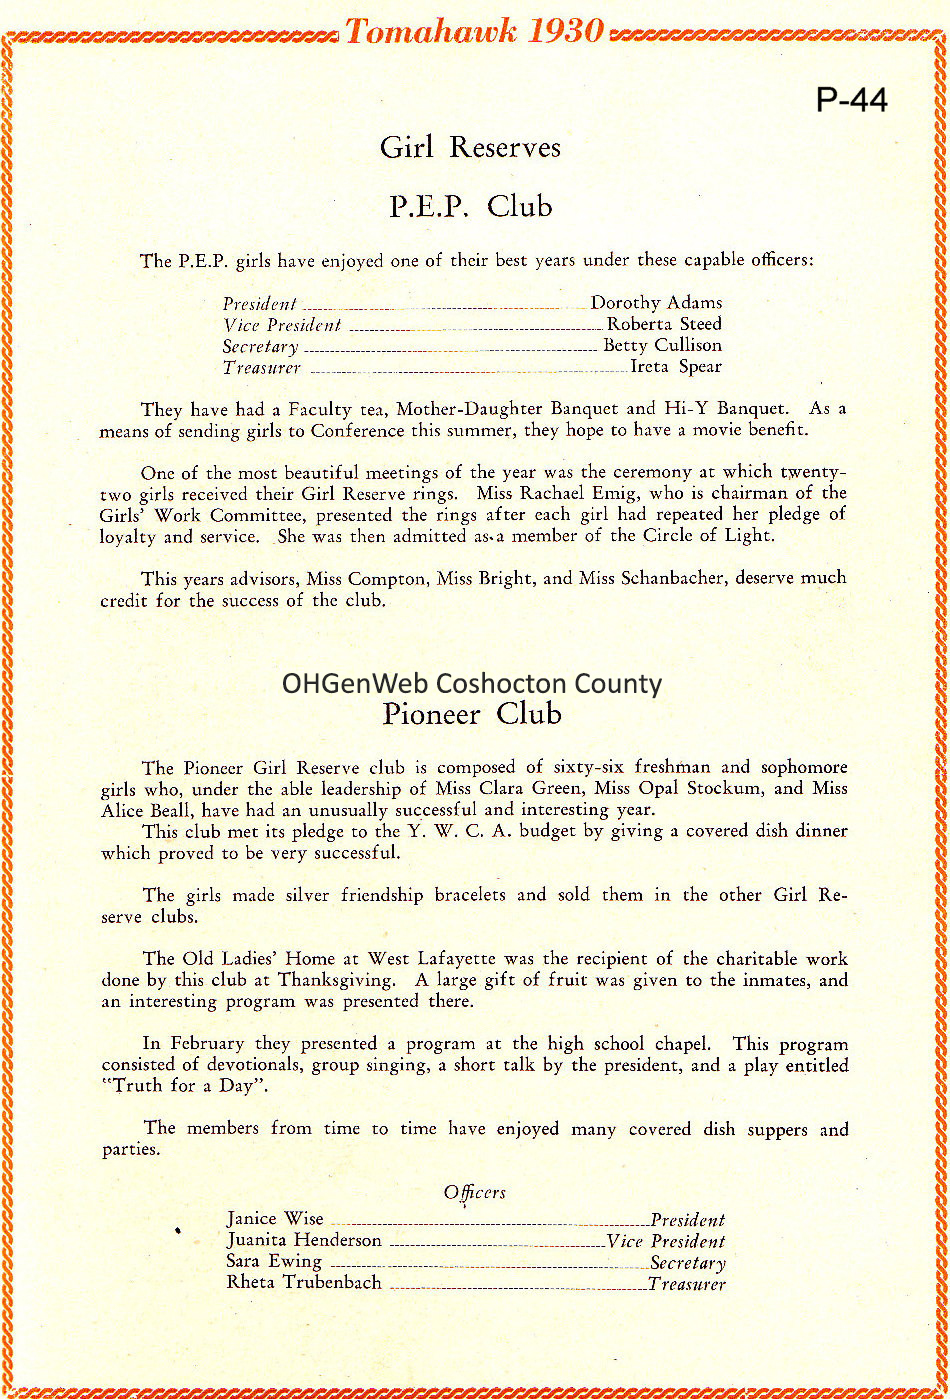 Tomahawk 1930
P-44
Girl Reserves
P.E.P. Club
The P.E.P. girls have enjoyed one of their best years under these capable officers:
President Dorothy Adams
Vice President Roberta Steed
Secretary Betty Cullison
Treasurer Ireta Spear
They have had a Faculty tea, Mother-Daughter Banquet and Hi-Y Banquet. As a
means of sending girls to Conference this summer, they hope to have a movie benefit.
One of the most beautiful meetings of the year was the ceremony at which twenty-
two girls received their Girl Reserve rings. Miss Rachael Emig, who is chairman of the
Girls' Work Committee, presented the rings after each girl had repeated her pledge of
loyalty and service. She was then admitted as a member of the Circle of Light.
This years advisors, Miss Compton, Miss Bright, and Miss Schanbacher, deserve much
credit for the success of the club.
OHGenWeb Coshocton County
Pioneer Club
The Pioneer Girl Reserve club is composed of sixty-six freshman and sophomore
girls who, under the able leadership of Miss Clara Green, Miss Opal Stockum, and Miss
Alice Beall, have had an unusually successful and interesting year.
This club met its pledge to the Y. W. C. A. budget by giving a covered dish dinner
which proved to be very successful.
The girls made silver friendship bracelets and sold them in the other Girl Re-
serve clubs.
The Old Ladies' Home at West Lafayette was the recipient of the charitable work
done by this club at Thanksgiving. A large gift of fruit was given to the inmates, and
an interesting program was presented there.
In February they presented a program at the high school chapel. This program
consisted of devotionals, group singing, a short talk by the president, and a play entitled
"Truth for a Day".
The members from time to time have enjoyed many covered dish suppers and
parties.
Officers
Janice Wise President
Juanita Henderson Vice President
Sara Ewing Secretary
Rheta Trubenbach Treasurer